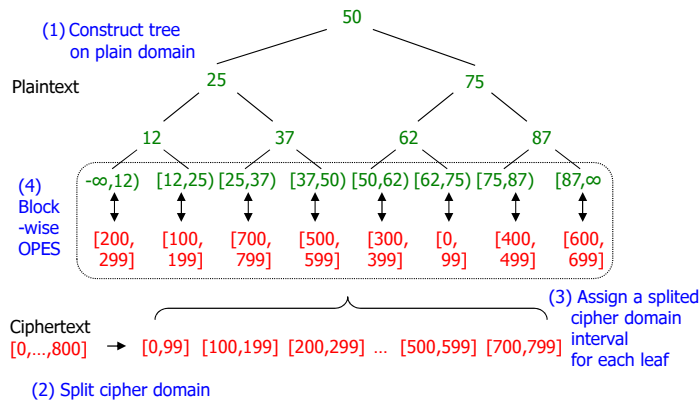 50
(1) Construct tree
on plain domain
25
75
Plaintext
12
37
62
87
-∞,12) [12,25) [25,37) [37,50) [50,62) [62,75) [75,87) [87,∞
(4)
Block
-wise
OPES
[200, [100, [700, [500, [300, [0, [400, [600,
299] 199] 799] 599] 399] 99] 499] 699]
(3) Assign a splited
cipher domain
interval
for each leaf
Ciphertext
[0,...,800]
[0,99] [100,199] [200,299] ... [500,599] [700,799]
(2) Split cipher domain